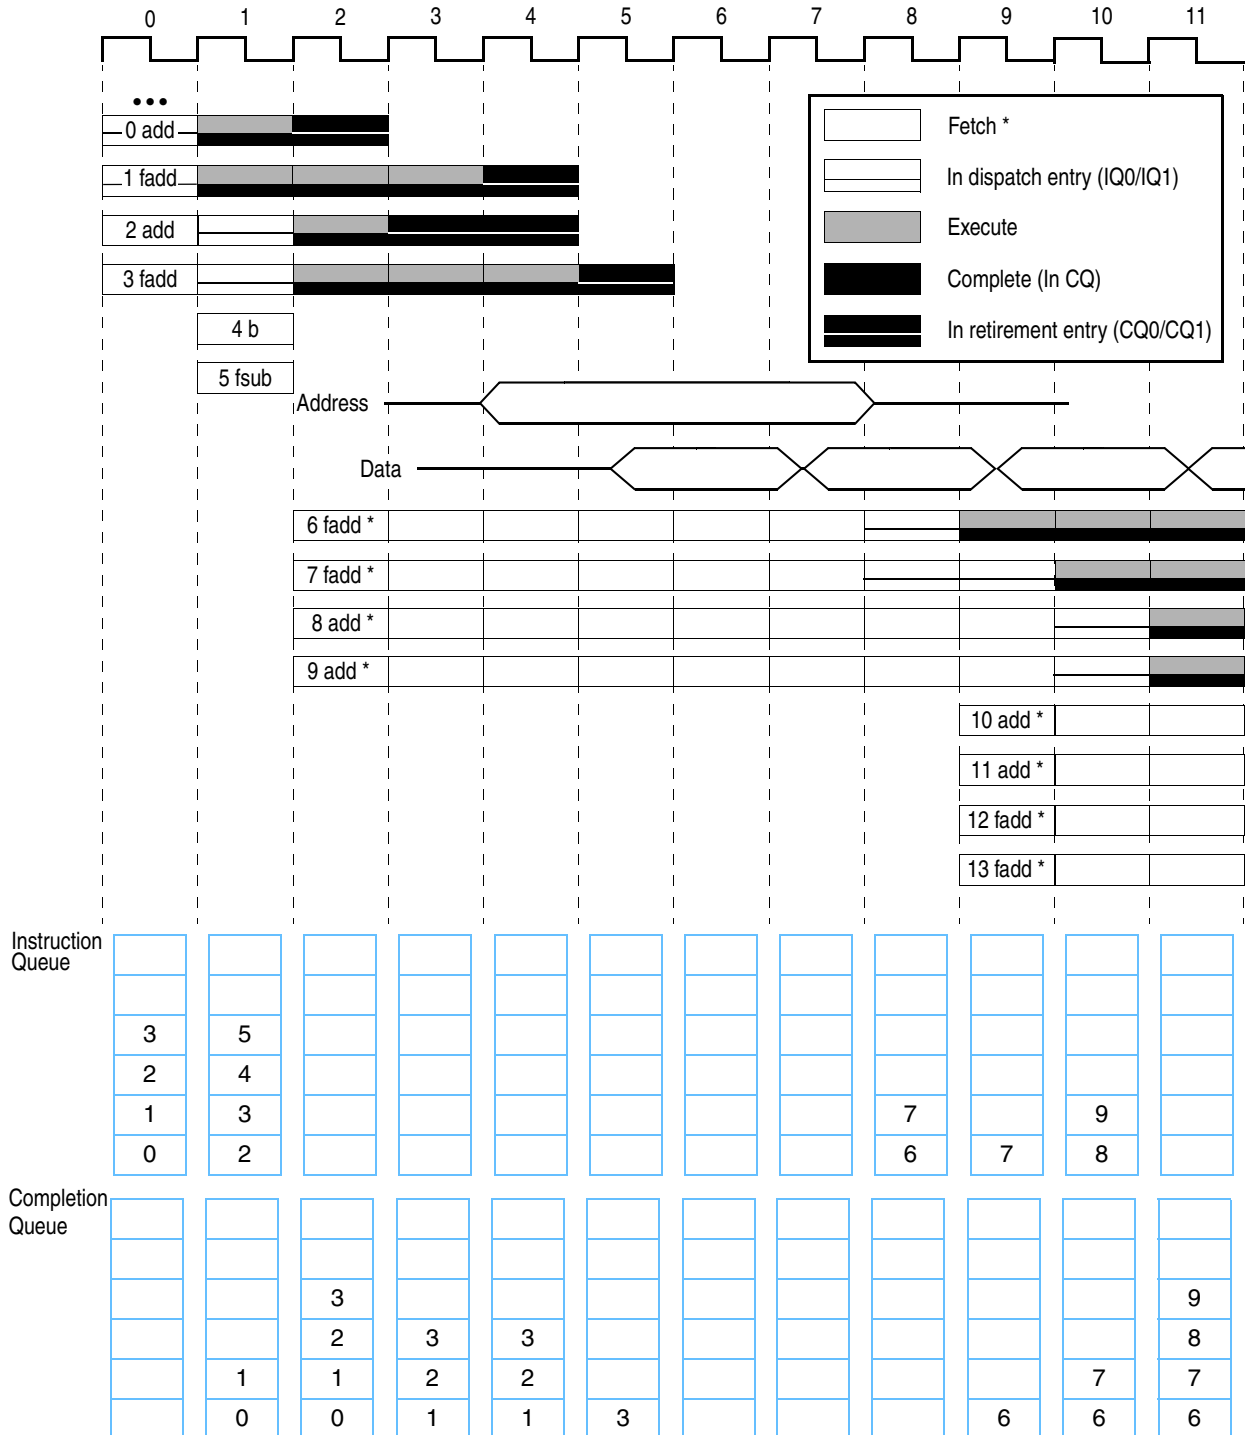 0 1 2 3 4 5 6 7 8 9 10 11
•••
0 add
Fetch *
1 fadd
In dispatch entry (IQ0/IQ1)
2 add
Execute
3 fadd
Complete (In CQ)
4 b
In retirement entry (CQ0/CQ1)
5 fsub
Address
Data
6 fadd *
7 fadd *
8 add *
9 add *
10 add *
11 add *
12 fadd *
13 fadd *
Instruction
Queue
3 5
2 4
1 3 7 9
0 2 6 7 8
Completion
Queue
3 9
2 3 3 8
1 1 2 2 7 7
0 0 1 1 3 6 6 6